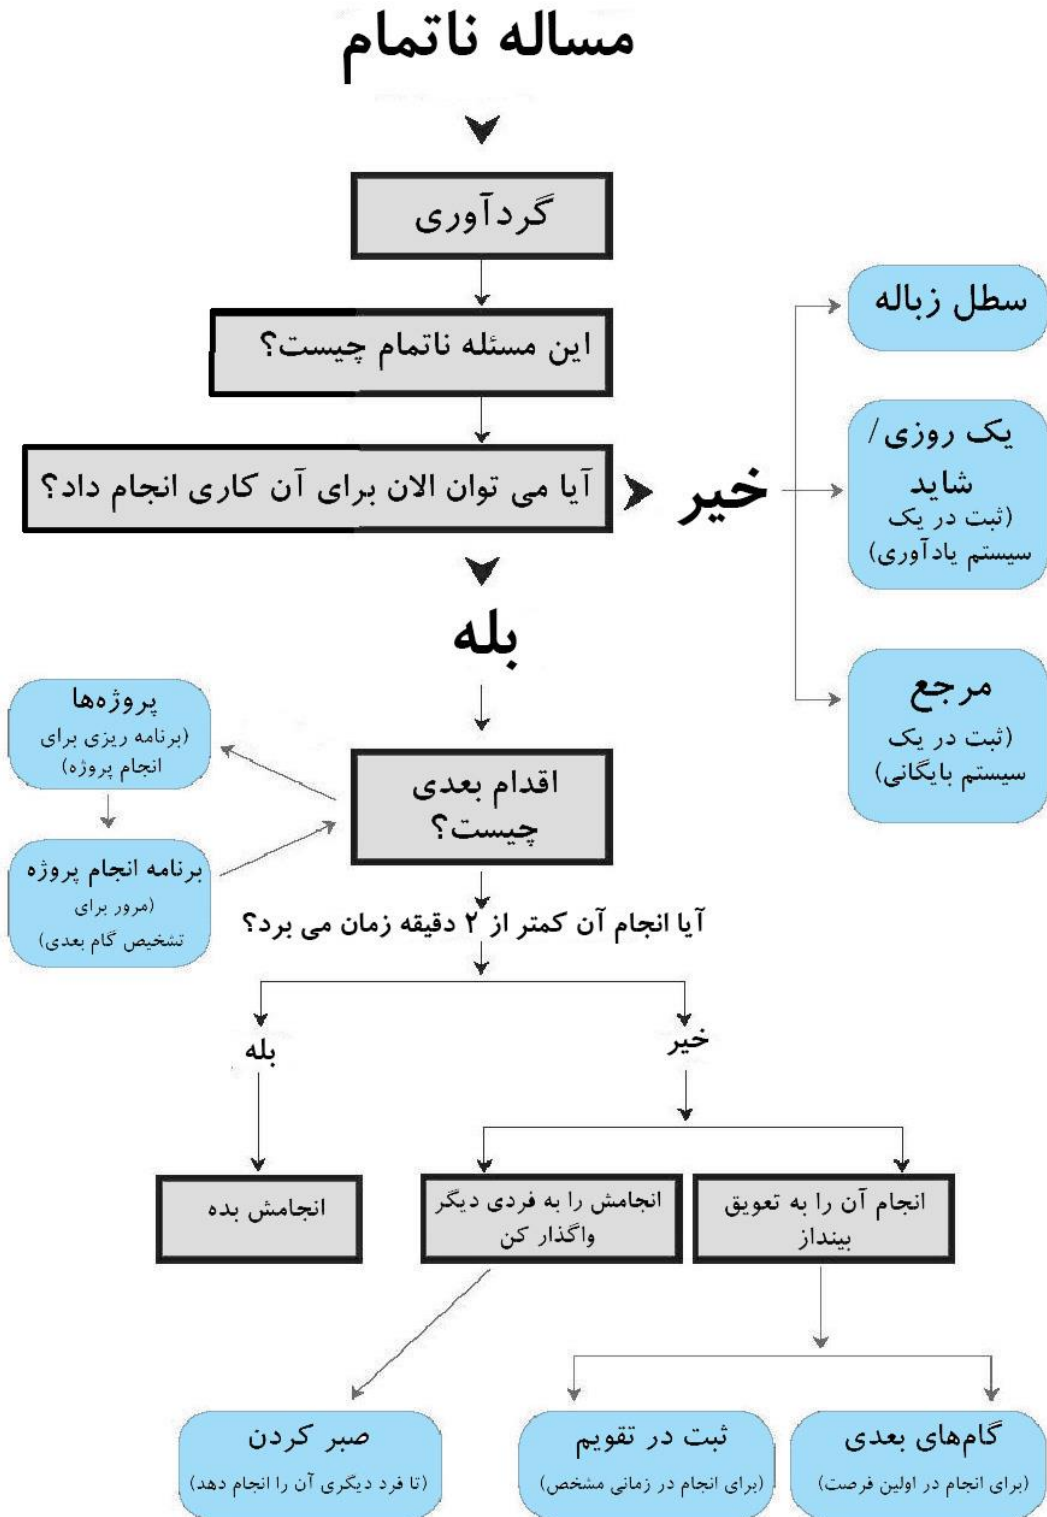 مساله ناتمام
گردآوری
این مسئله ناتمام چیست؟
آیا می توان الان برای آن کاری انجام داد؟
خیر
سطل زباله
یک روزی/
شاید
(ثبت در یک
سیستم یادآوری)
مرجع
(ثبت در یک
سیستم بایگانی)
بله
اقدام بعدی
چیست؟
پروژه‌ها
(برنامه ریزی برای
انجام پروژه)
برنامه انجام پروژه
(مرور برای
تشخیص گام بعدی)
آیا انجام آن کمتر از ۲ دقیقه زمان می برد؟
خیر
بله
انجام آن را به تعویق
بینداز
انجامش را به فردی دیگر
واگذار کن
انجامش بده
گام‌های بعدی
(برای انجام در اولین فرصت)
ثبت در تقویم
(برای انجام در زمانی مشخص)
صبر کردن
(تا فرد دیگری آن را انجام دهد)